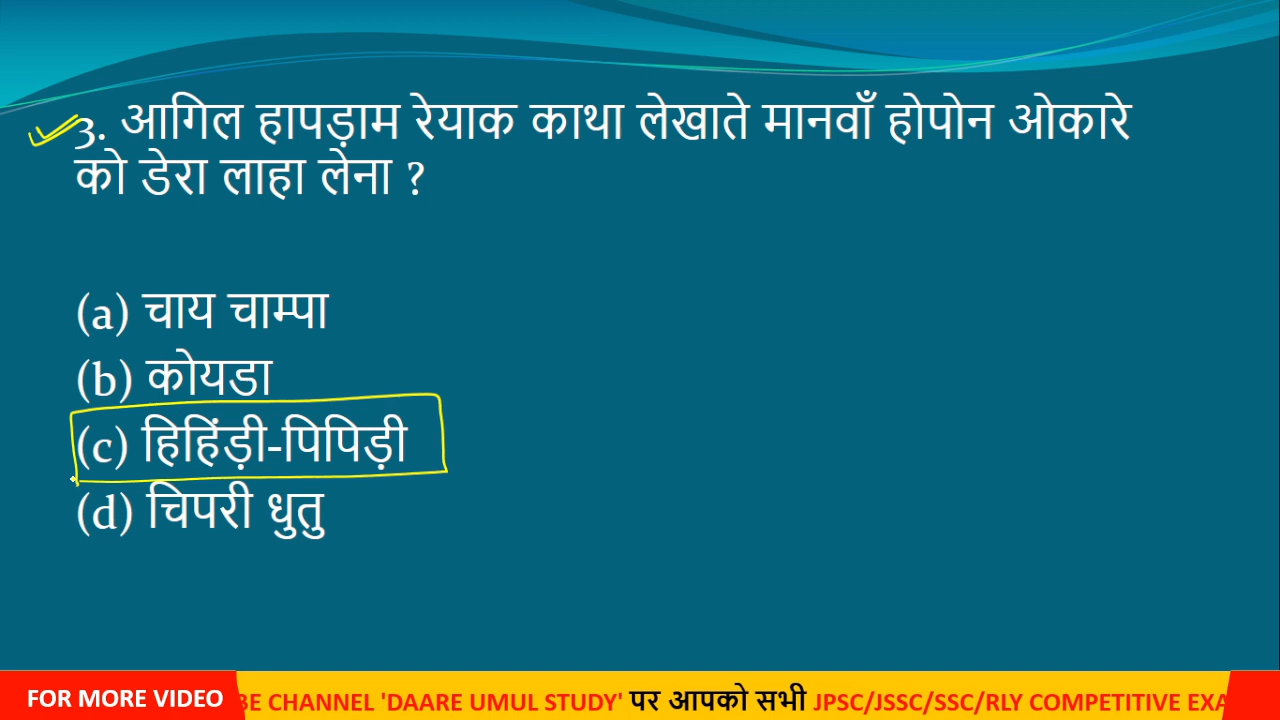 3. आगिल हापड़ाम रेयाक काथा लेखाते मानवाँ होपोन ओकारे
को डेरा लाहा लेना ?
(a) चाय चाम्पा
(b) कोयडा
(c) हिहिंड़ी-पिपिड़ी
(d) चिपरी धुतु
FOR MORE VIDEO BE CHANNEL 'DAARE UMUL STUDY' पर आपको सभी JPSC/JSSC/SSC/RLY COMPETITIVE EXA